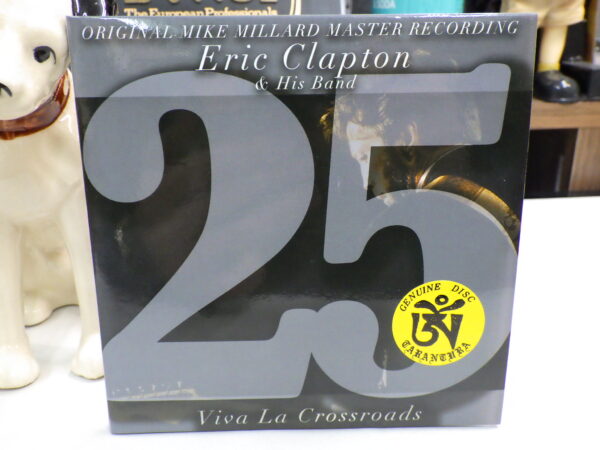 The European Professionals
ORIGINAL MIKE MILLARD MASTER RECORDING
Eric Clapton
& His Band
25
GENUINE DISC
TARANTURA
Viva La Crossroads